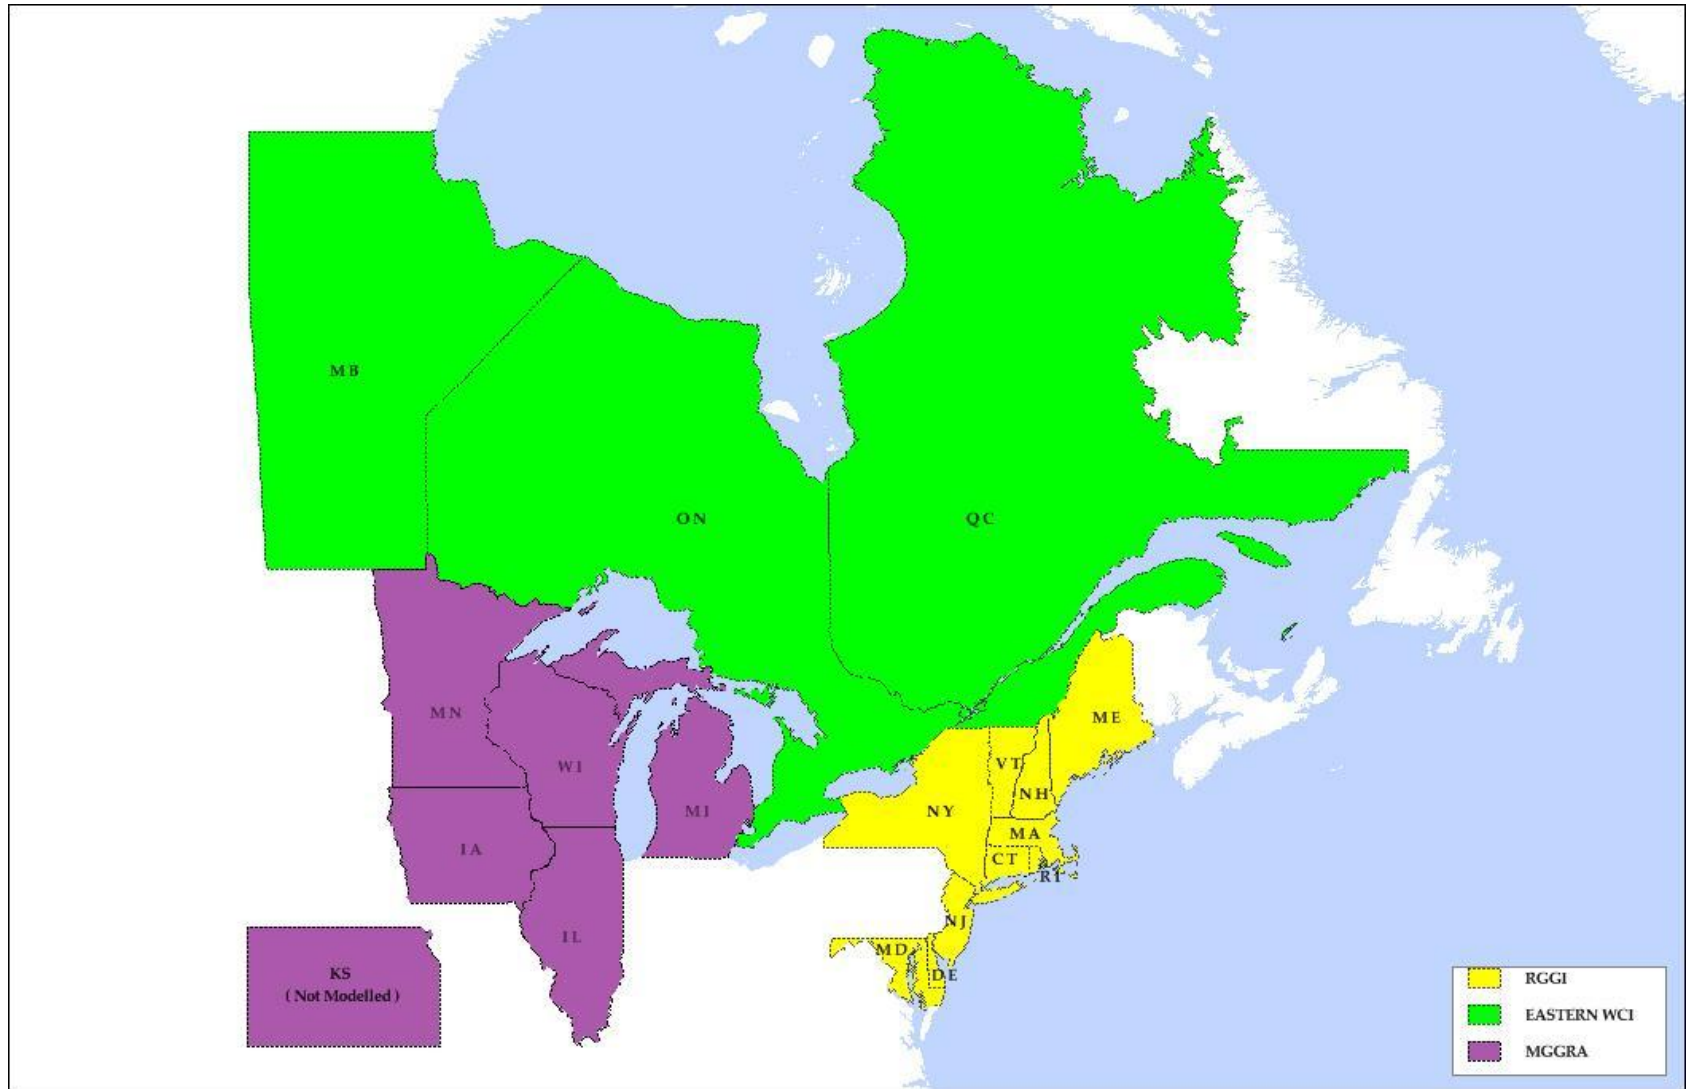 MB
ON
QC
MN
ME
WI
VT
MI
NH
NY
MA
IA
CT
RI
NJ
IL
MD
KS
DE
( Not Modelled )
RGGI
EASTERN WCI
MGGRA